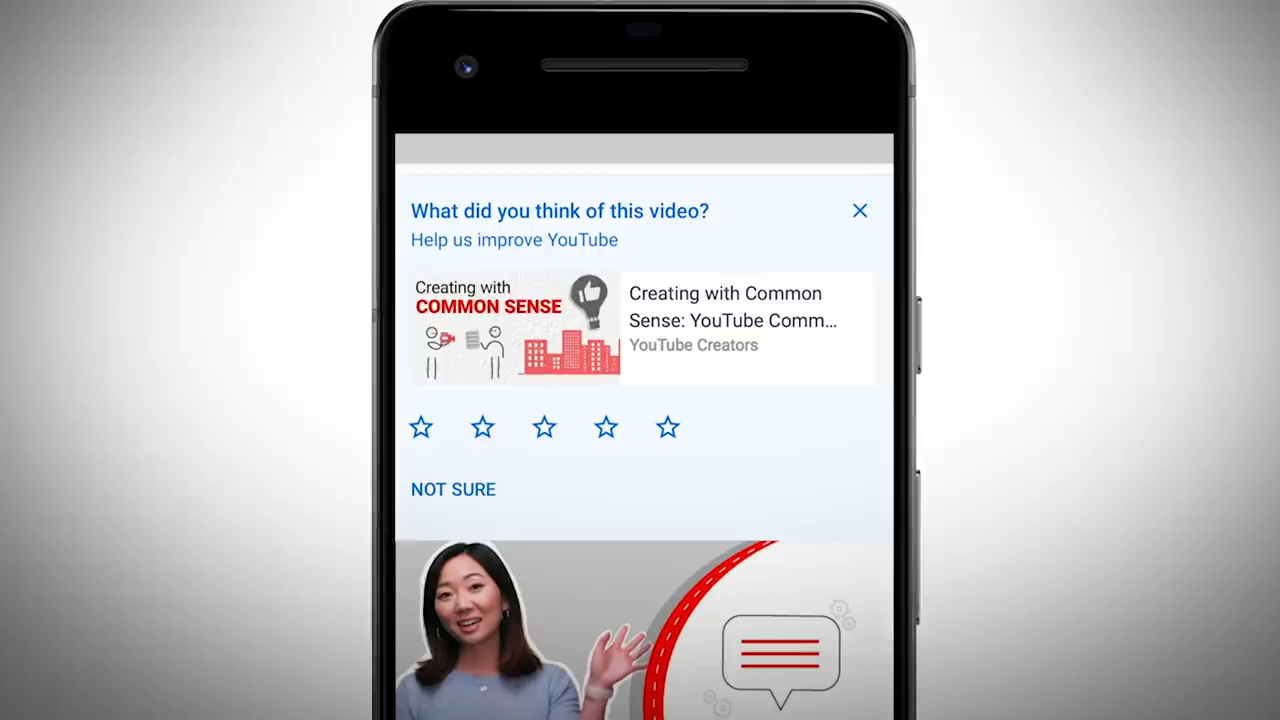 What did you think of this video?
Help us improve YouTube
Creating with
COMMON SENSE
Creating with Common
Sense: YouTube Comm...
YouTube Creators
NOT SURE